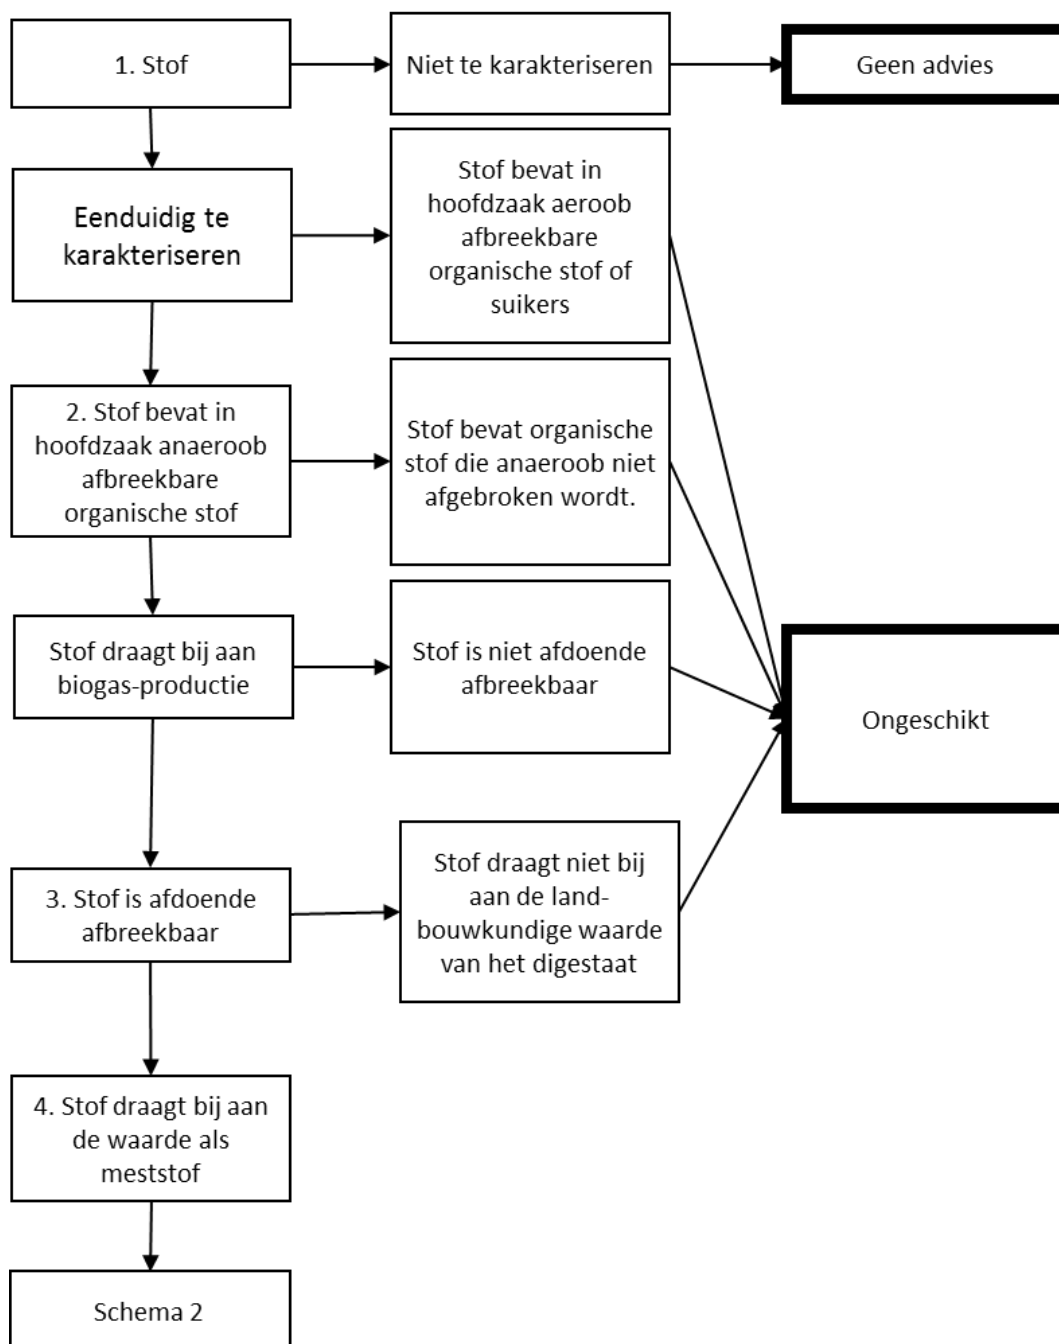 1. Stof
Niet te karakteriseren
Geen advies
Eenduidig te
karakteriseren
Stof bevat in
hoofdzaak aeroob
afbreekbare
organische stof of
suikers
2. Stof bevat in
hoofdzaak anaeroob
afbreekbare
organische stof
Stof bevat organische
stof die anaeroob niet
afgebroken wordt.
Stof draagt bij aan
biogas-productie
Stof is niet afdoende
afbreekbaar
Ongeschikt
3. Stof is afdoende
afbreekbaar
Stof draagt niet bij
aan de land-
bouwkundige waarde
van het digestaat
4. Stof draagt bij aan
de waarde als
meststof
Schema 2